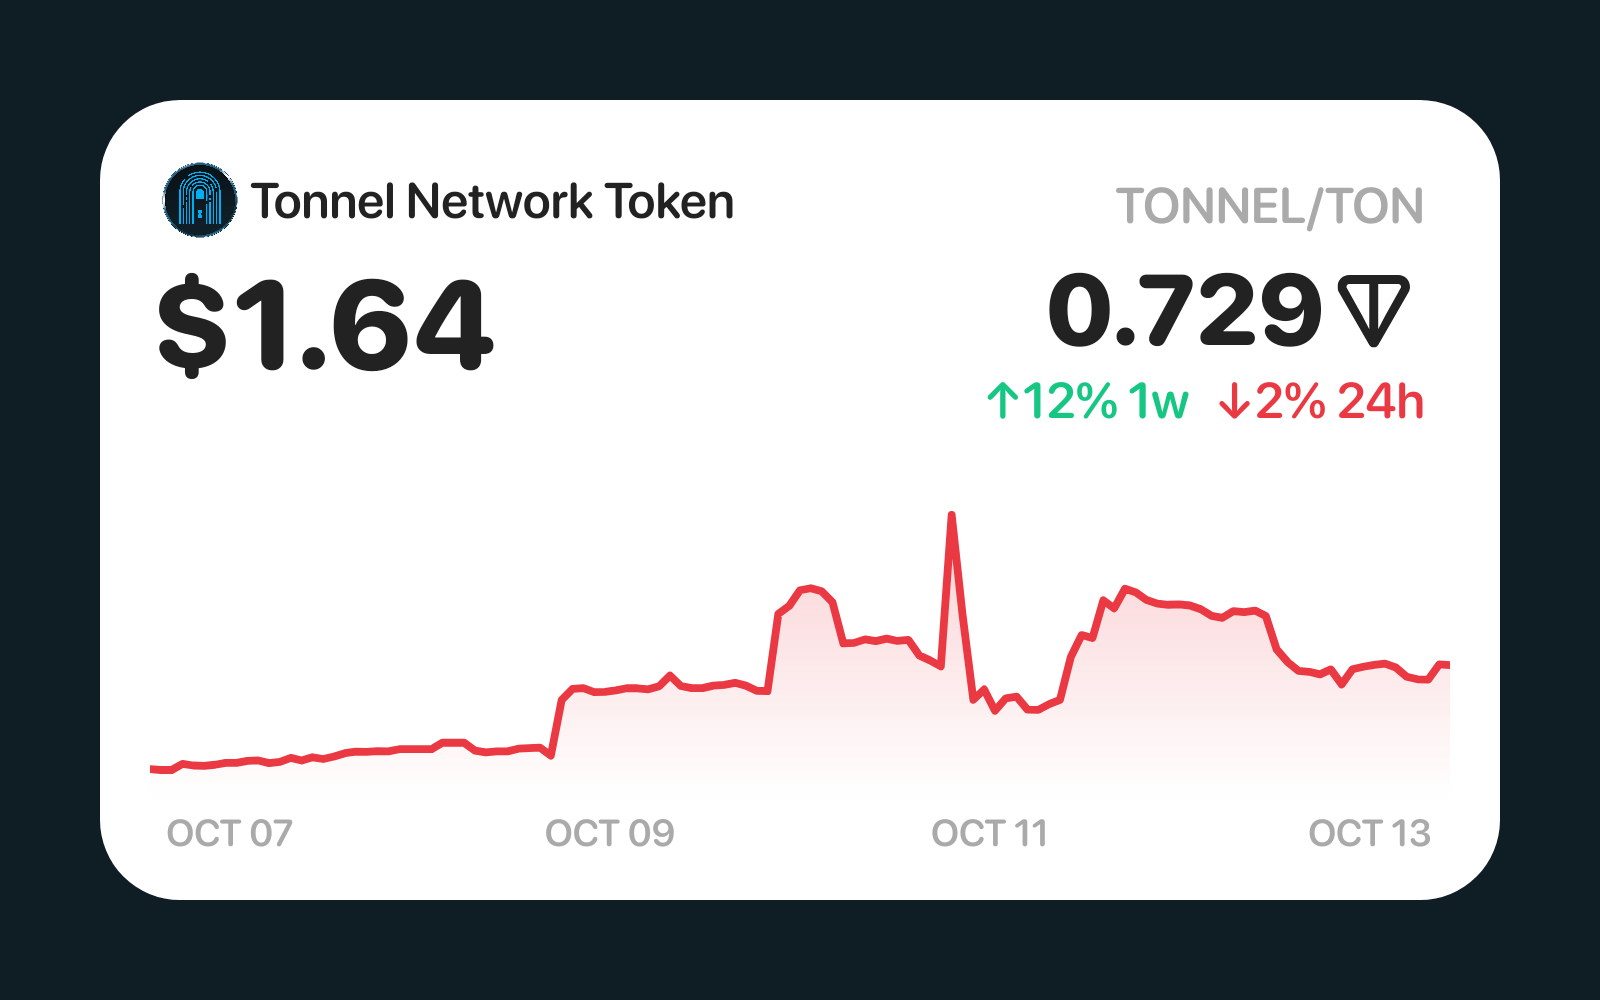 Tonnel Network Token
TONNEL/TON
$1.64
0.729
↑12% 1w ↓2% 24h
OCT 07 OCT 09 OCT 11 OCT 13